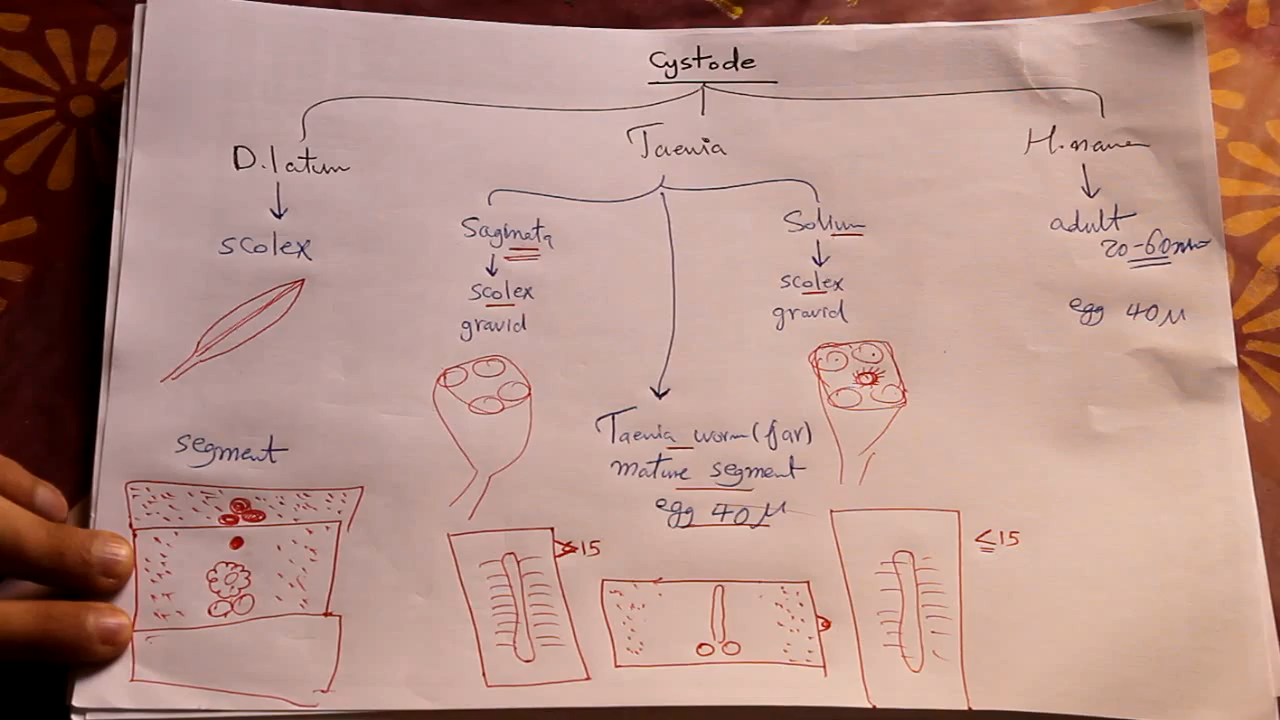 Cystode
D.latum
Taenia
H.nana
scolex
Saginata
Solium
adult
20-60mm
scolex
gravid
scolex
gravid
egg 40 µ
segment
Taenia worm (far)
mature segment
egg 40 µ
>15
≤15